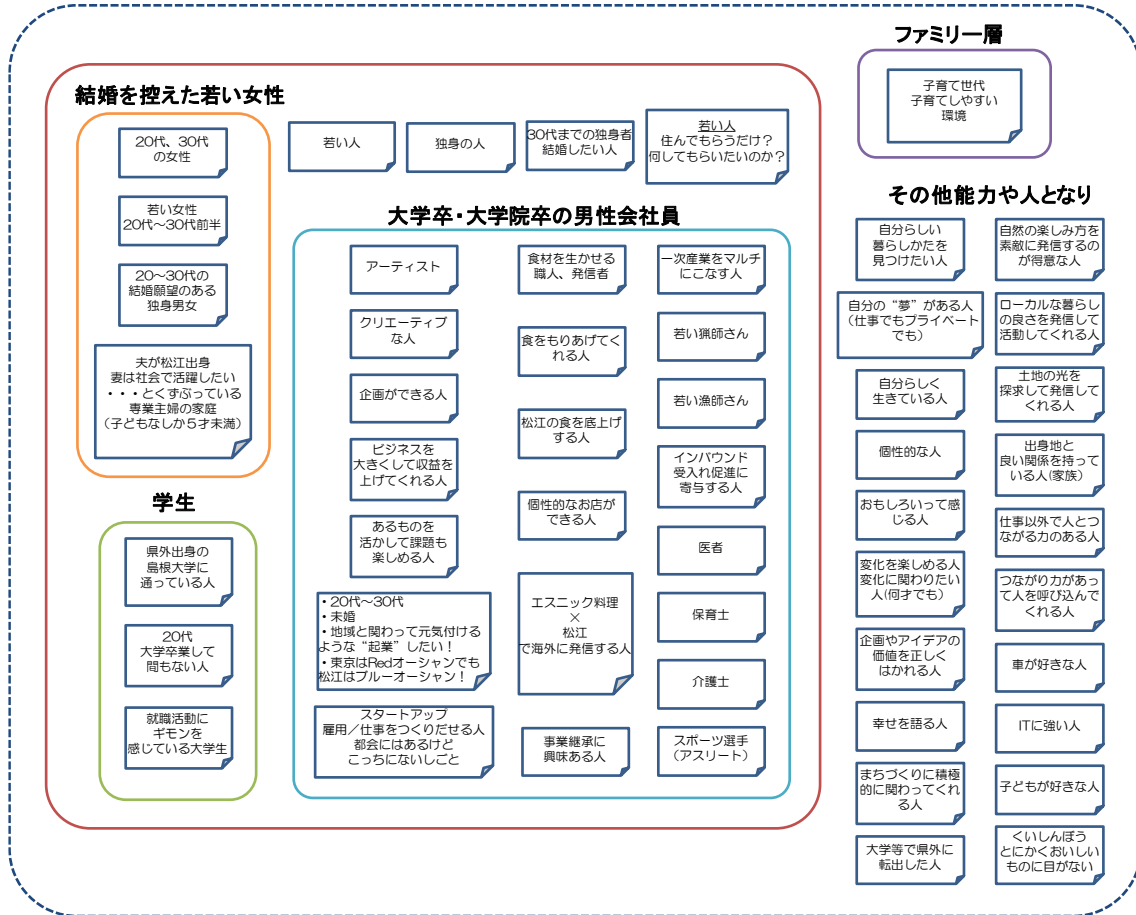 ファミリー層
子育て世代
子育てしやすい
環境
結婚を控えた若い女性
20代、30代
の女性
若い女性
20代～30代前半
20～30代の
結婚願望のある
独身男女
夫が松江出身
妻は社会で活躍したい
・・・とくずぶっている
専業主婦の家庭
(子どもなしか5才未満)
若い人
独身の人
30代までの独身者
結婚したい人
若い人
住んでもらうだけ？
何してもらいたいのか？
学生
県外出身の
島根大学に
通っている人
20代
大学卒業して
間もない人
就職活動に
ギモンを
感じている大学生
大学卒・大学院卒の男性会社員
アーティスト
クリエーティブ
な人
企画ができる人
ビジネスを
大きくして収益を
上げてくれる人
あるものを
活かして課題も
楽しめる人
・20代～30代
・未婚
・地域と関わって元気付ける
ような“起業”したい！
・東京はRedオーシャンでも
松江はブルーオーシャン！
スタートアップ
雇用／仕事をつくりだせる人
都会にはあるけど
こっちにないしごと
食材を生かせる
職人、発信者
食をもりあげてく
れる人
松江の食を底上げ
する人
個性的なお店が
できる人
エスニック料理
×
松江
で海外に発信する人
事業継承に
興味ある人
一次産業をマルチ
にこなす人
若い猟師さん
若い漁師さん
インバウンド
受入れ促進に
寄与する人
医者
保育士
介護士
スポーツ選手
(アスリート)
その他能力や人となり
自分らしい
暮らしかたを
見つけたい人
自分の“夢”がある人
(仕事でもプライベート
でも)
自分らしく
生きている人
個性的な人
おもしろいって感
じる人
変化を楽しめる人
変化に関わりたい
人(何才でも)
企画やアイデアの
価値を正しく
はかれる人
幸せを語る人
まちづくりに積極
的に関わってくれ
る人
大学等で県外に
転出した人
自然の楽しみ方を
素敵に発信するの
が得意な人
ローカルな暮らし
の良さを発信して
活動してくれる人
土地の光を
探求して発信して
くれる人
出身地と
良い関係を持って
いる人(家族)
仕事以外で人とつ
ながる力のある人
つながり力があっ
て人を呼び込んで
くれる人
車が好きな人
ITに強い人
子どもが好きな人
くいしんぼう
とにかくおいしい
ものに目がない